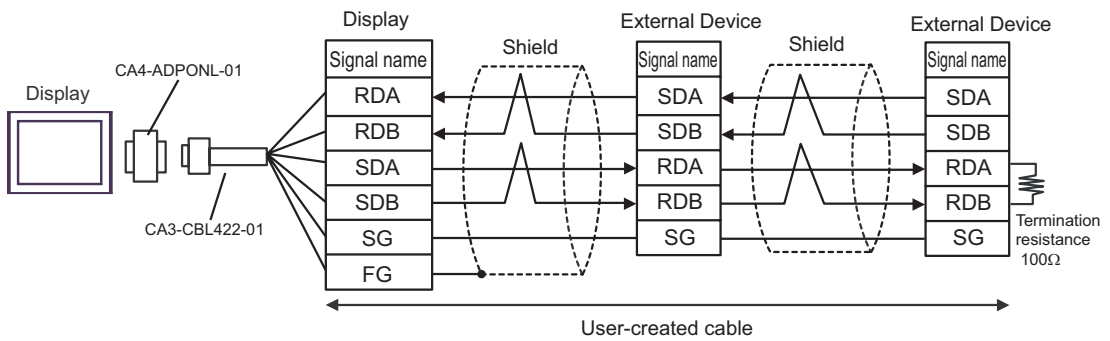 Display
CA4-ADPONL-01
CA3-CBL422-01
Display
Signal name
RDA
RDB
SDA
SDB
SG
FG
Shield
External Device
Signal name
SDA
SDB
RDA
RDB
SG
Shield
External Device
Signal name
SDA
SDB
RDA
RDB
SG
Termination
resistance
100Ω
User-created cable